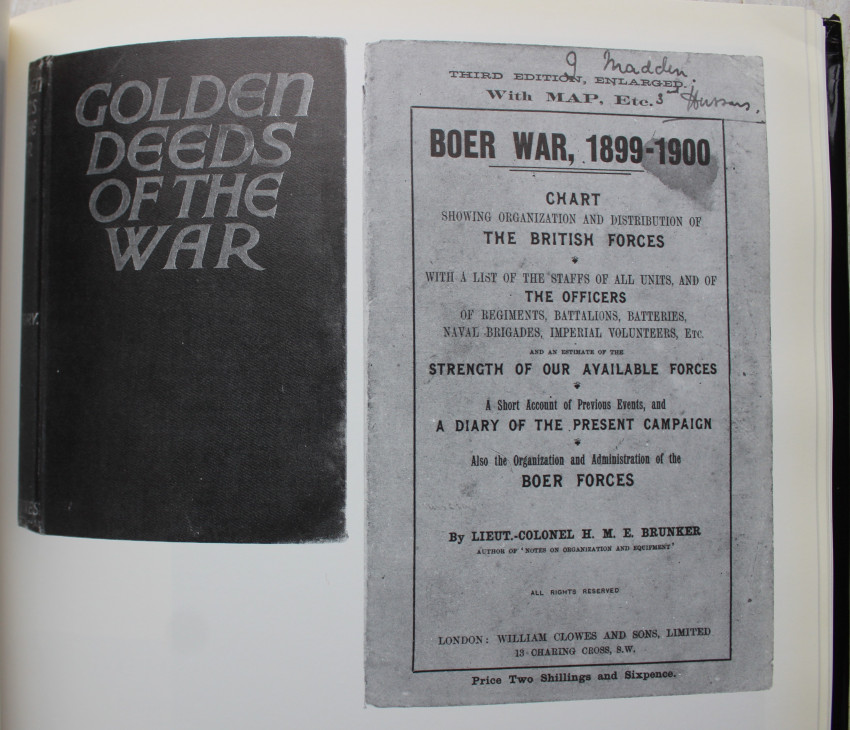 GOLDEN
DEEDS
OF THE
WAR
G Madden.
THIRD EDITION, ENLARGED.
With MAP, Etc.
3rd Hussars.
BOER WAR, 1899-1900
CHART
SHOWING ORGANIZATION AND DISTRIBUTION OF
THE BRITISH FORCES
WITH A LIST OF THE STAFFS OF ALL UNITS, AND OF
THE OFFICERS
OF REGIMENTS, BATTALIONS, BATTERIES,
NAVAL BRIGADES, IMPERIAL VOLUNTEERS, ETC.
AND AN ESTIMATE OF THE
STRENGTH OF OUR AVAILABLE FORCES
A Short Account of Previous Events, and
A DIARY OF THE PRESENT CAMPAIGN
Also the Organization and Administration of the
BOER FORCES
By LIEUT.-COLONEL H. M. E. BRUNKER
AUTHOR OF "NOTES ON ORGANIZATION AND EQUIPMENT"
ALL RIGHTS RESERVED
LONDON: WILLIAM CLOWES AND SONS, LIMITED
13 CHARING CROSS, S.W.
Price Two Shillings and Sixpence.